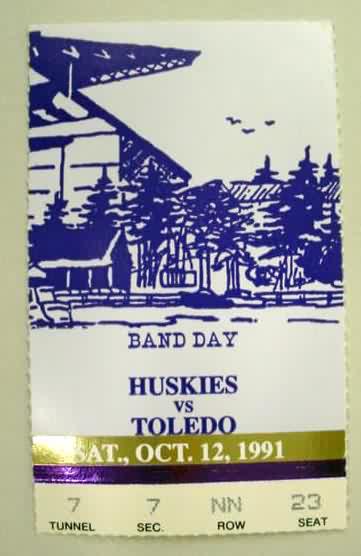 BAND DAY
HUSKIES
VS
TOLEDO
SAT., OCT. 12, 1991
7 7 NN 23
TUNNEL SEC. ROW SEAT